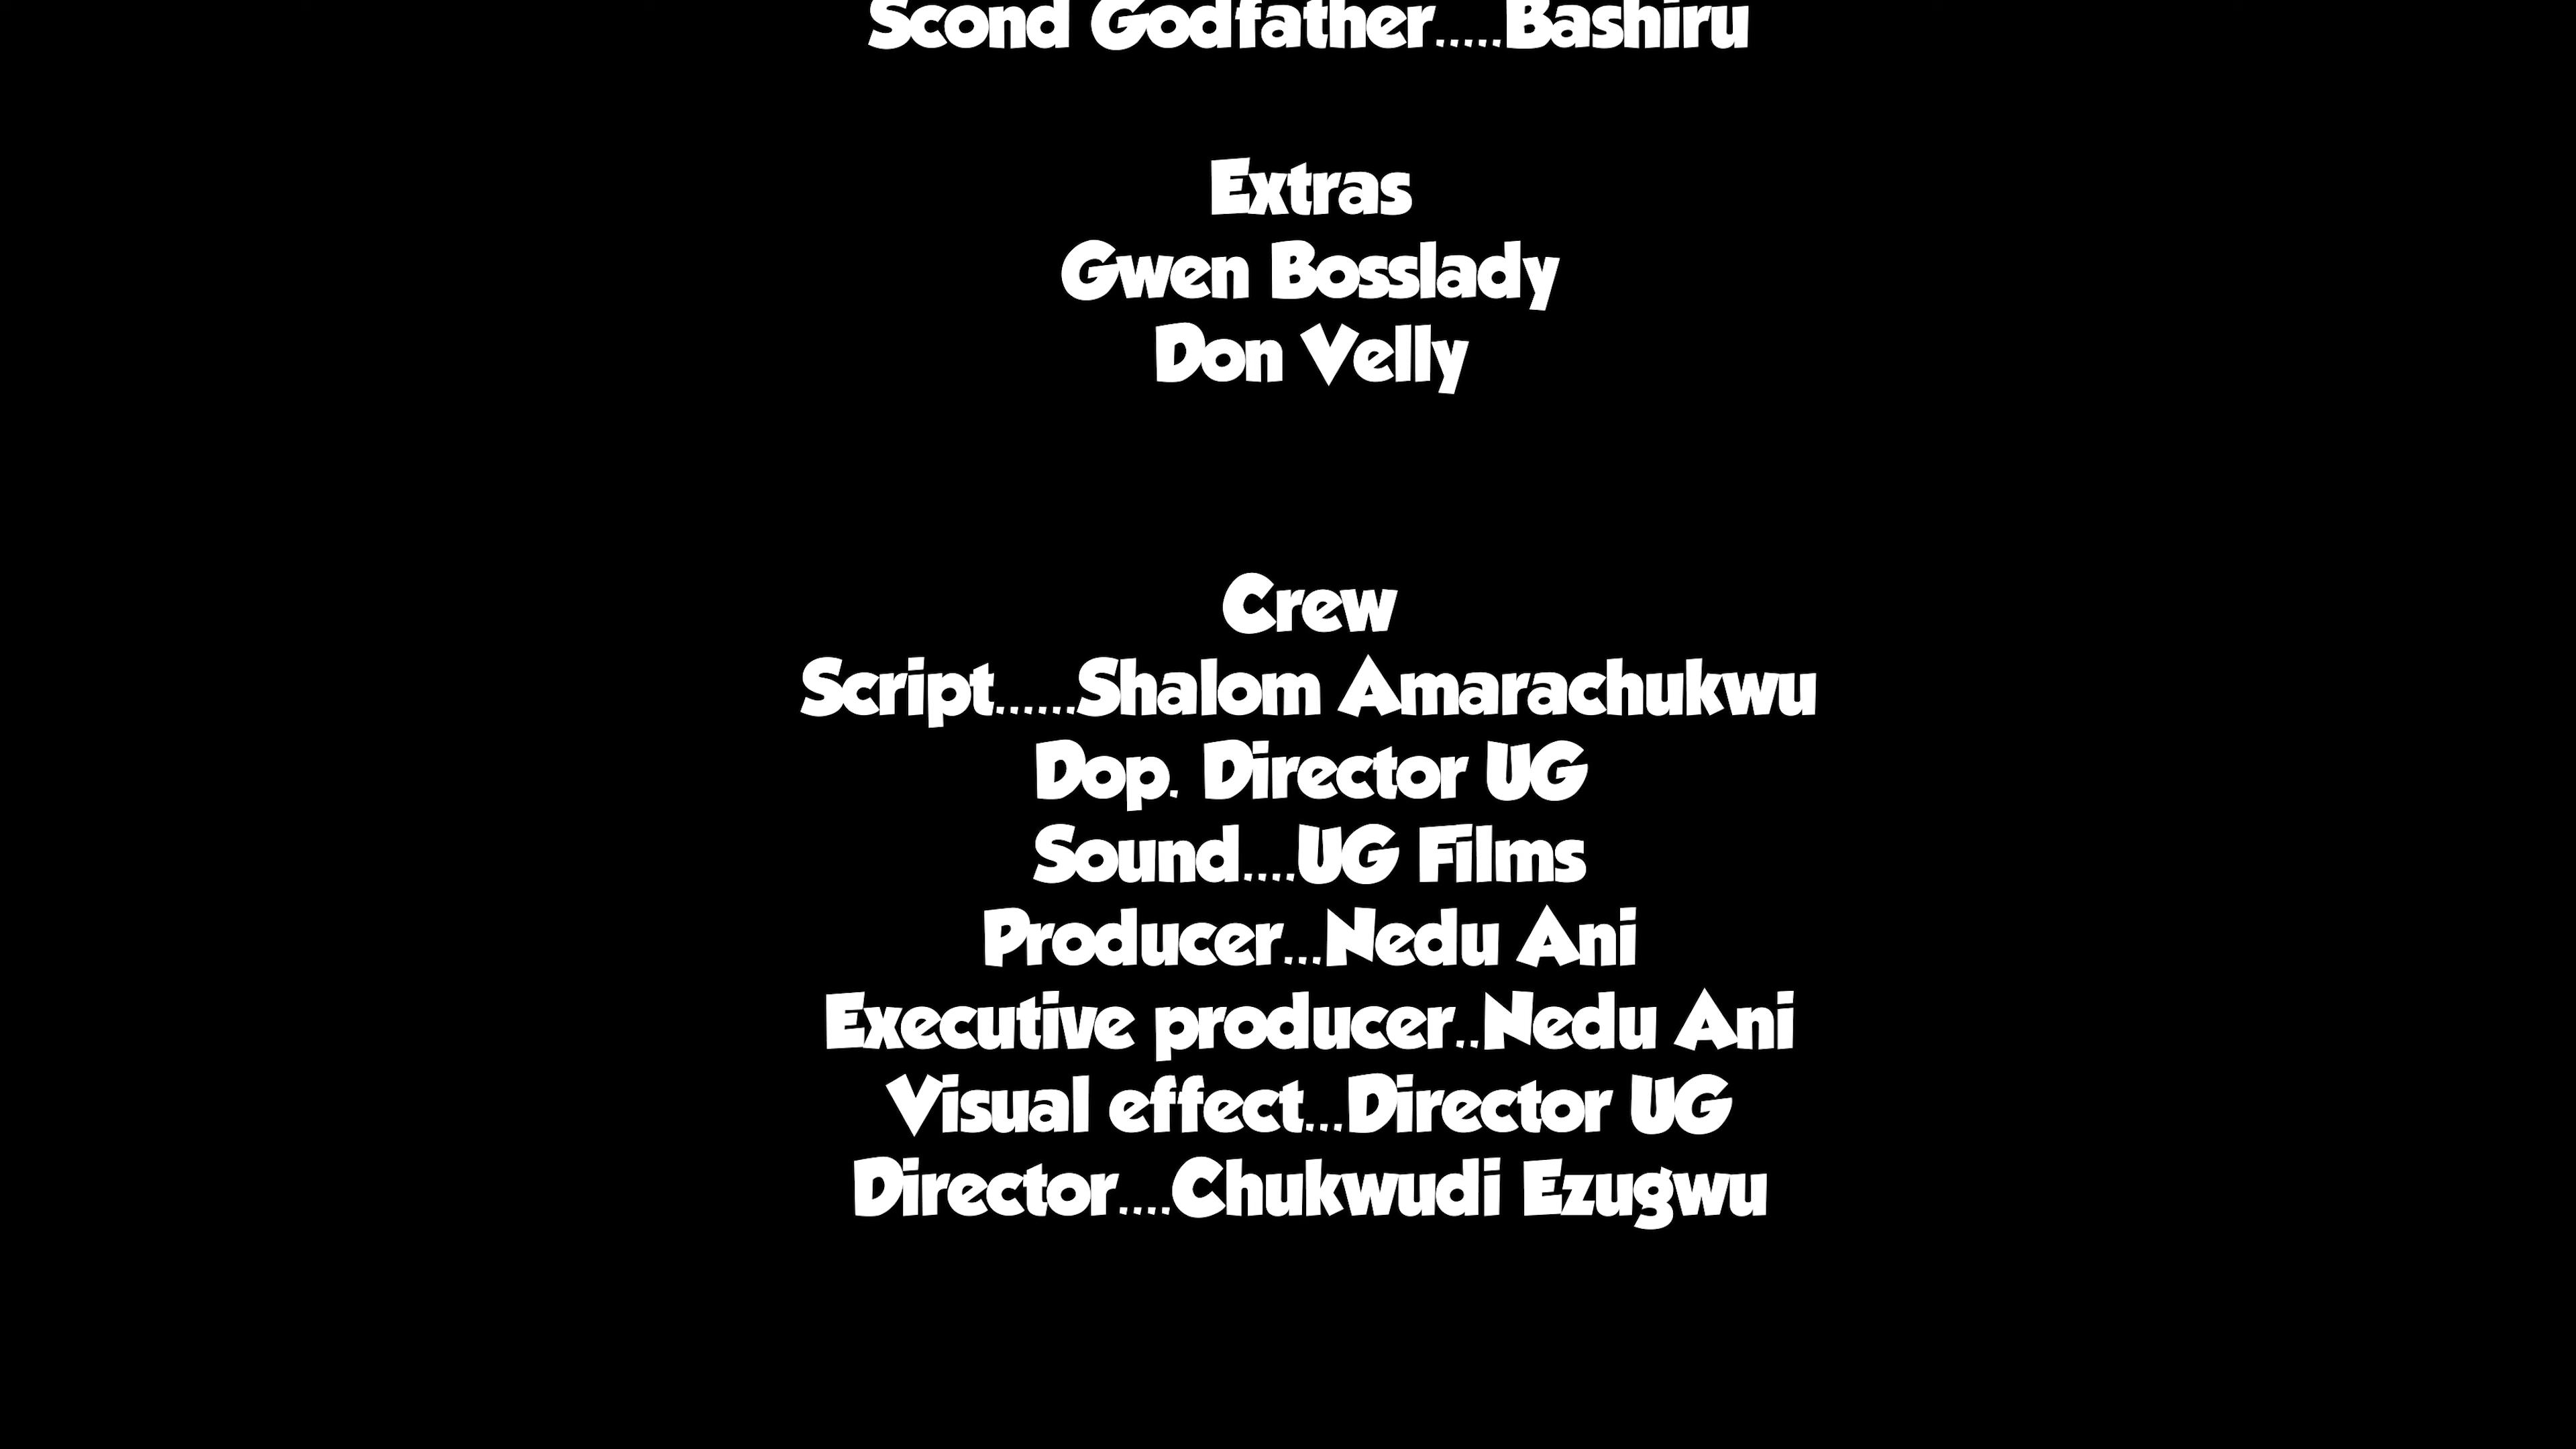 Scond Godfather.....Bashiru
Extras
Gwen Bosslady
Don Velly
Crew
Script......Shalom Amarachukwu
Dop. Director UG
Sound....UG Films
Producer...Nedu Ani
Executive producer..Nedu Ani
Visual effect...Director UG
Director....Chukwudi Ezugwu